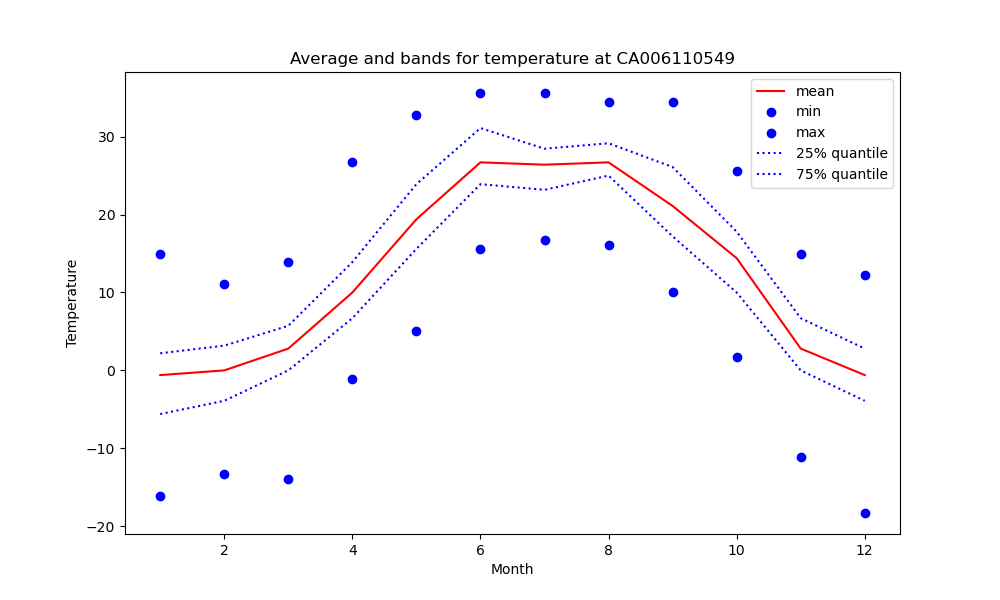 Average and bands for temperature at CA006110549
mean
min
max
25% quantile
75% quantile
30
20
10
0
−10
−20
Temperature
2
4
6
8
10
12
Month